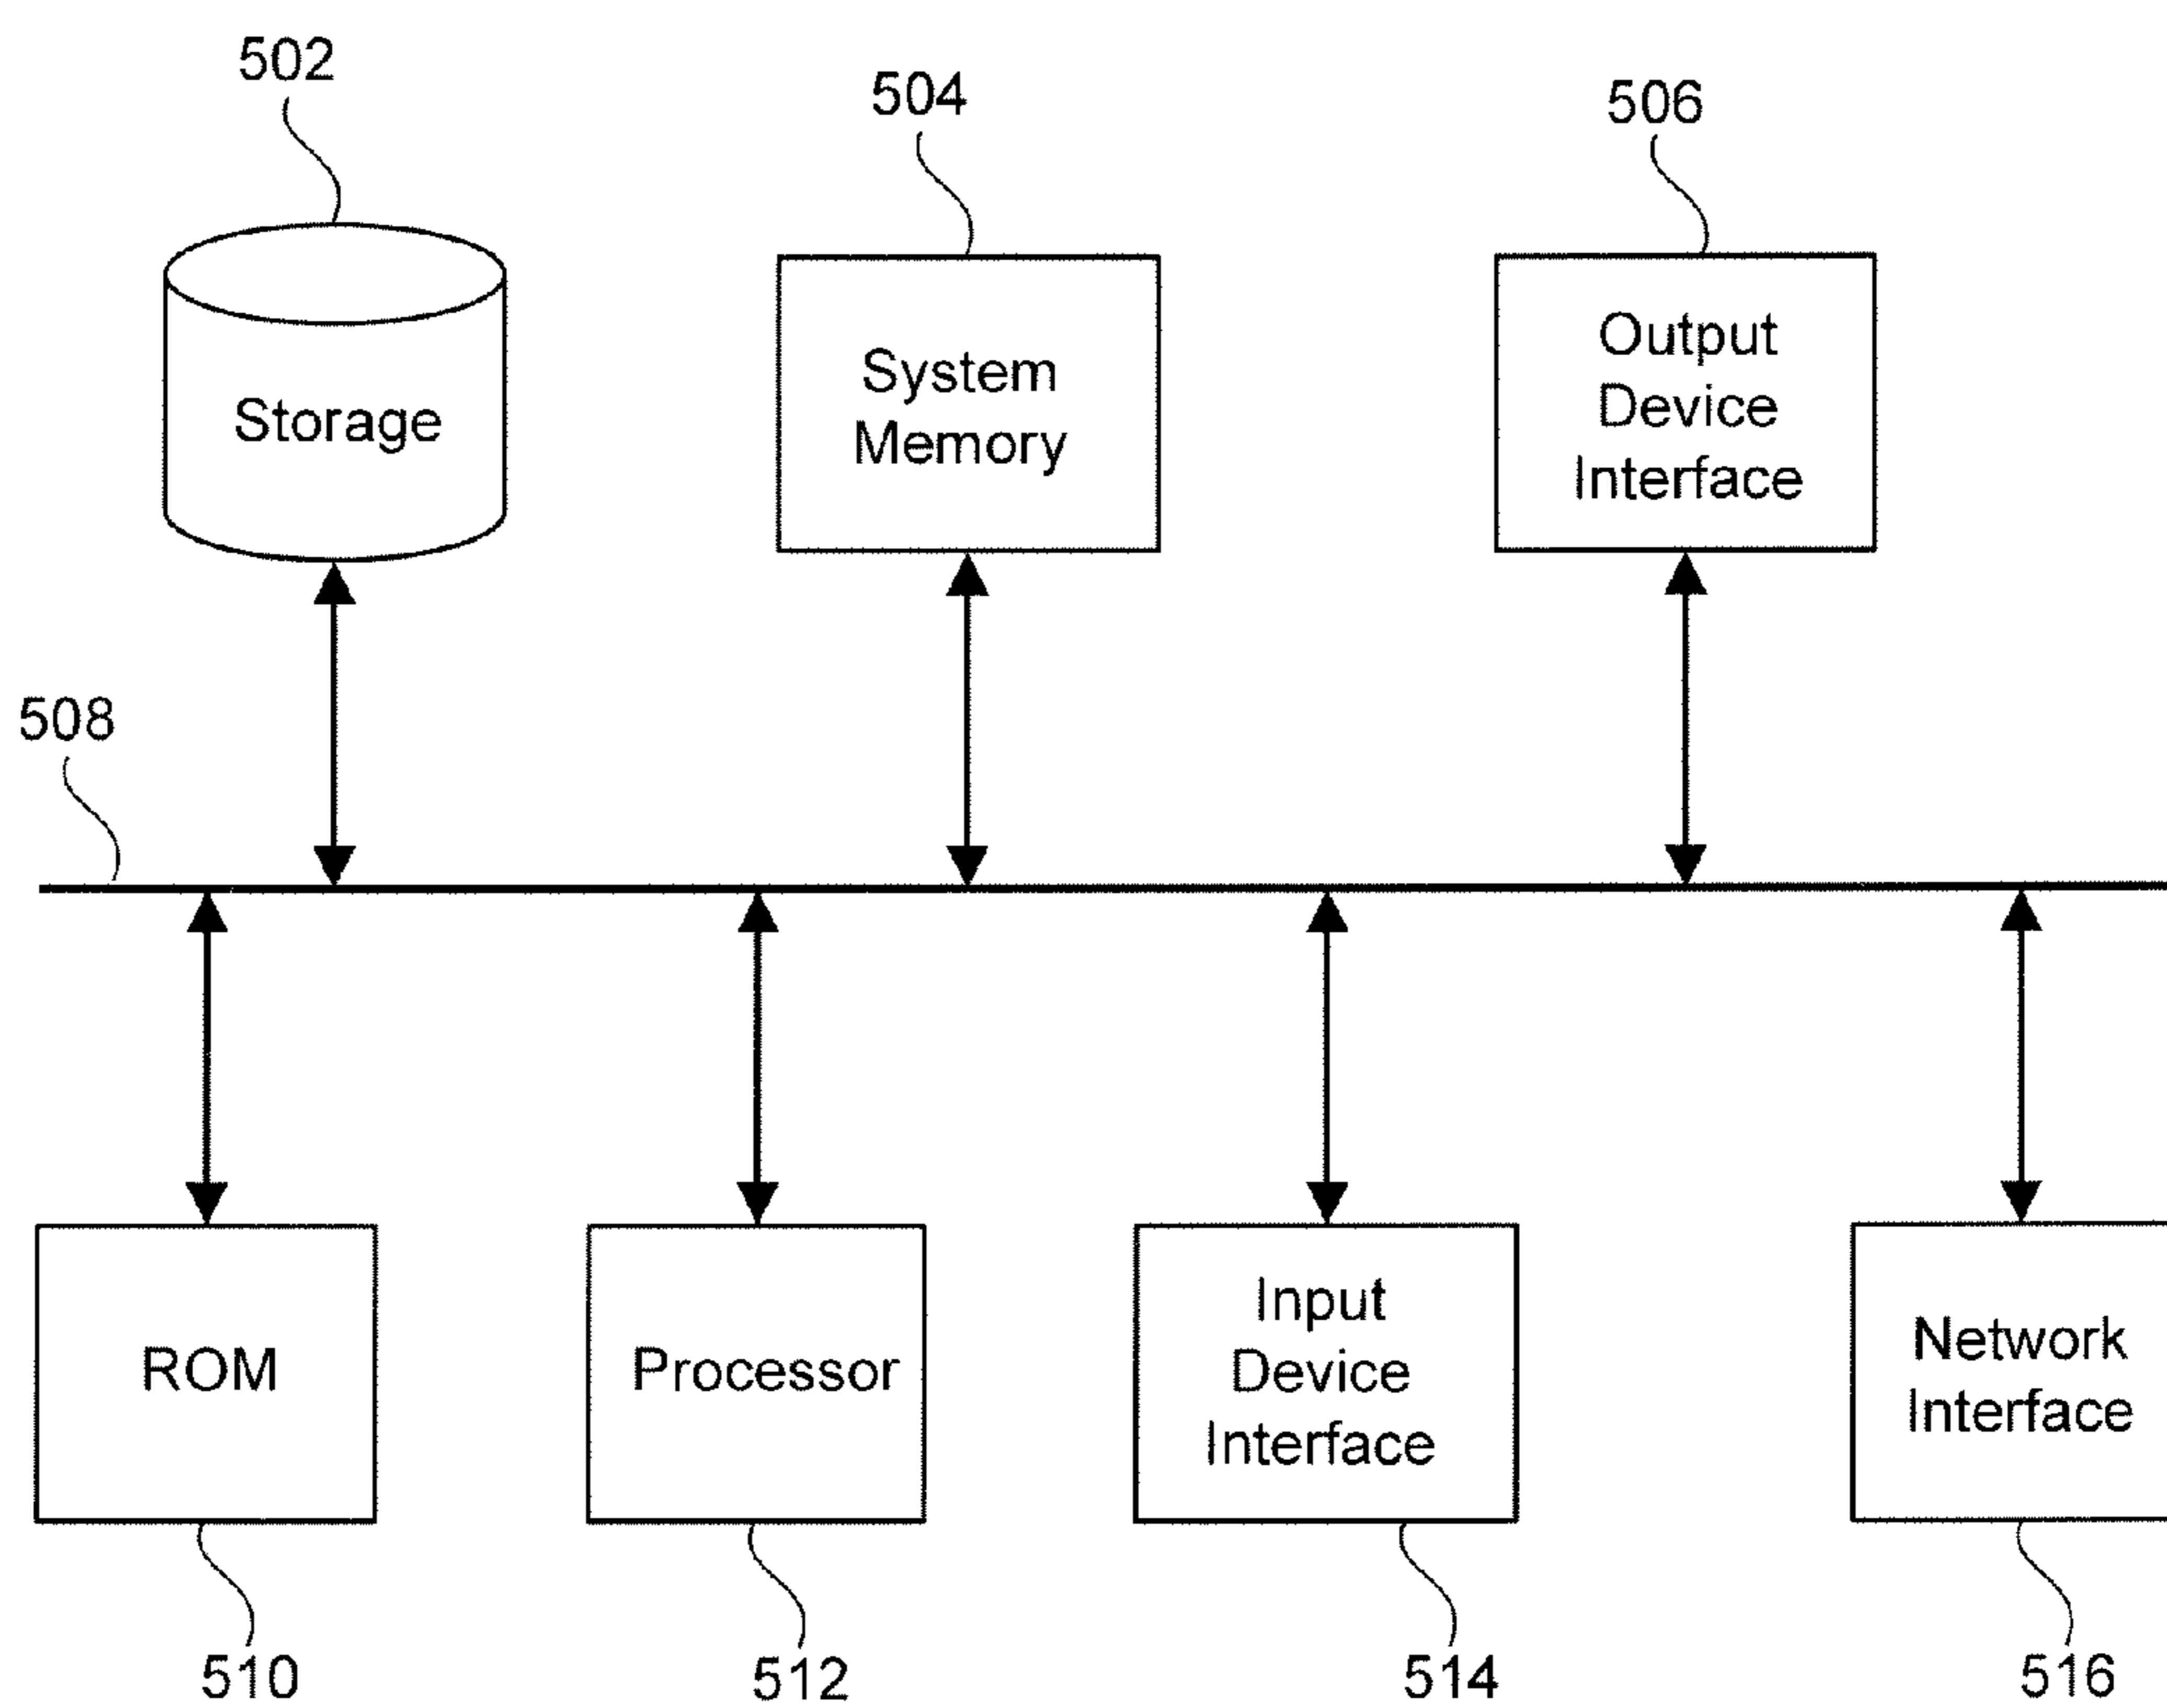 502
504
506
Storage
System
Memory
Output
Device
Interface
508
ROM
Processor
Input
Device
Interface
Network
Interface
510
512
514
516